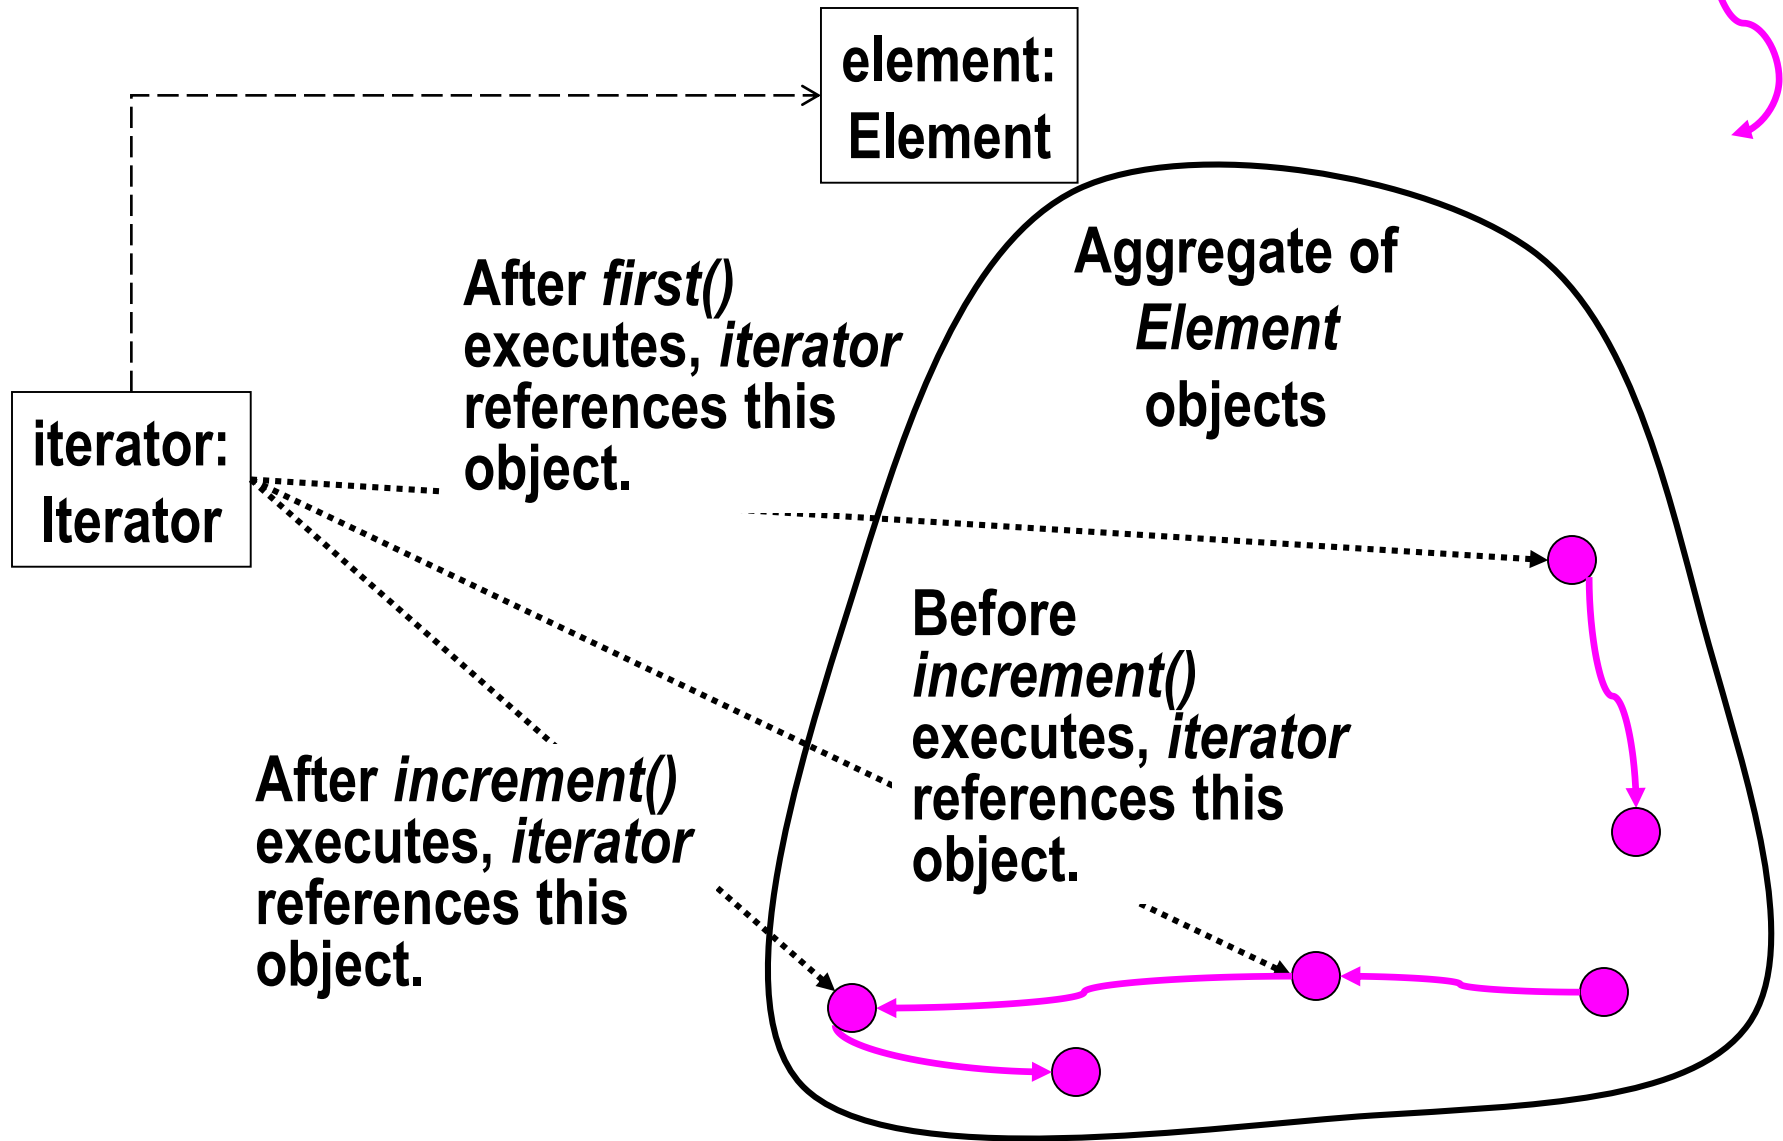 element:
Element
Aggregate of
Element
objects
After first()
executes, iterator
references this
object.
iterator:
Iterator
Before
increment()
executes, iterator
references this
object.
After increment()
executes, iterator
references this
object.